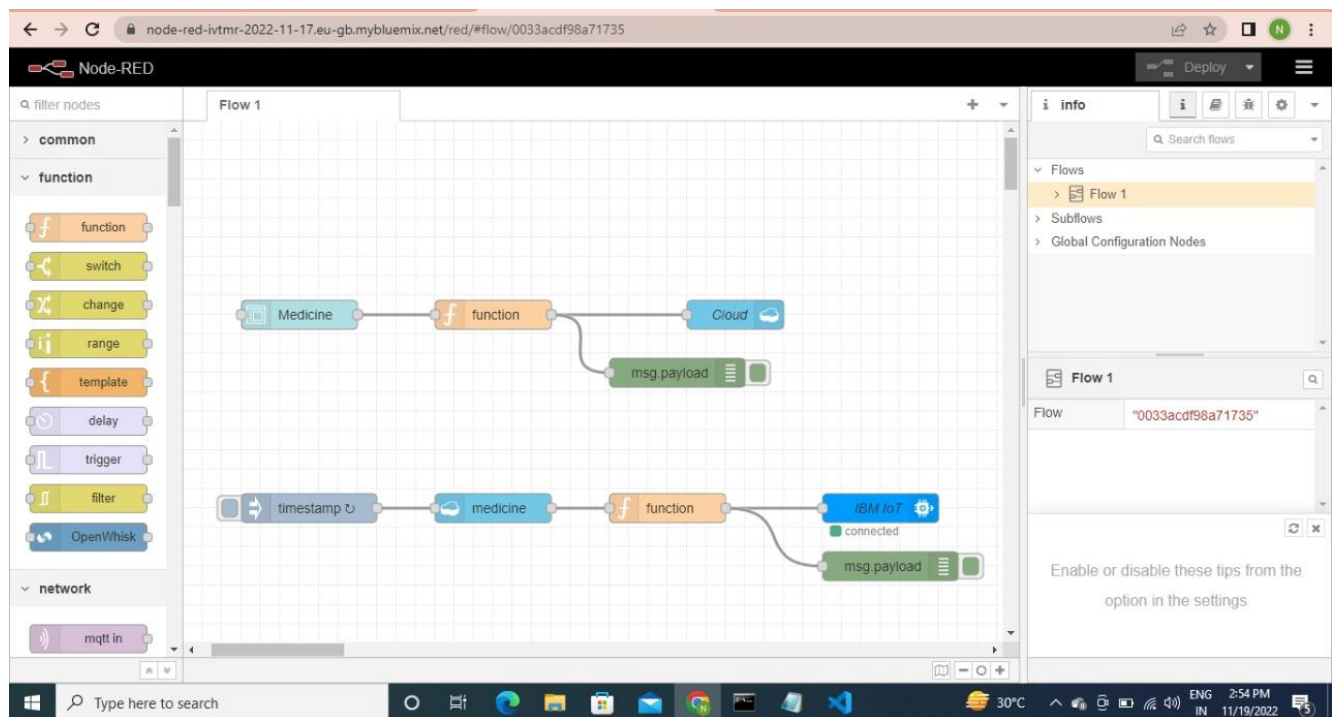 node-red-ivtmr-2022-11-17.eu-gb.mybluemix.net/red/#flow/0033acdf98a71735
N
Node-RED
Deploy
filter nodes
common
function
function
switch
change
range
template
delay
trigger
filter
OpenWhisk
network
mqtt in
Flow 1
Medicine
function
Cloud
msg.payload
timestamp ↻
medicine
function
IBM IoT
connected
msg.payload
i info
i
Search flows
Flows
Flow 1
Subflows
Global Configuration Nodes
Flow 1
Flow "0033acdf98a71735"
Enable or disable these tips from the
option in the settings
Type here to search
30°C
ENG
IN
2:54 PM
11/19/2022
5